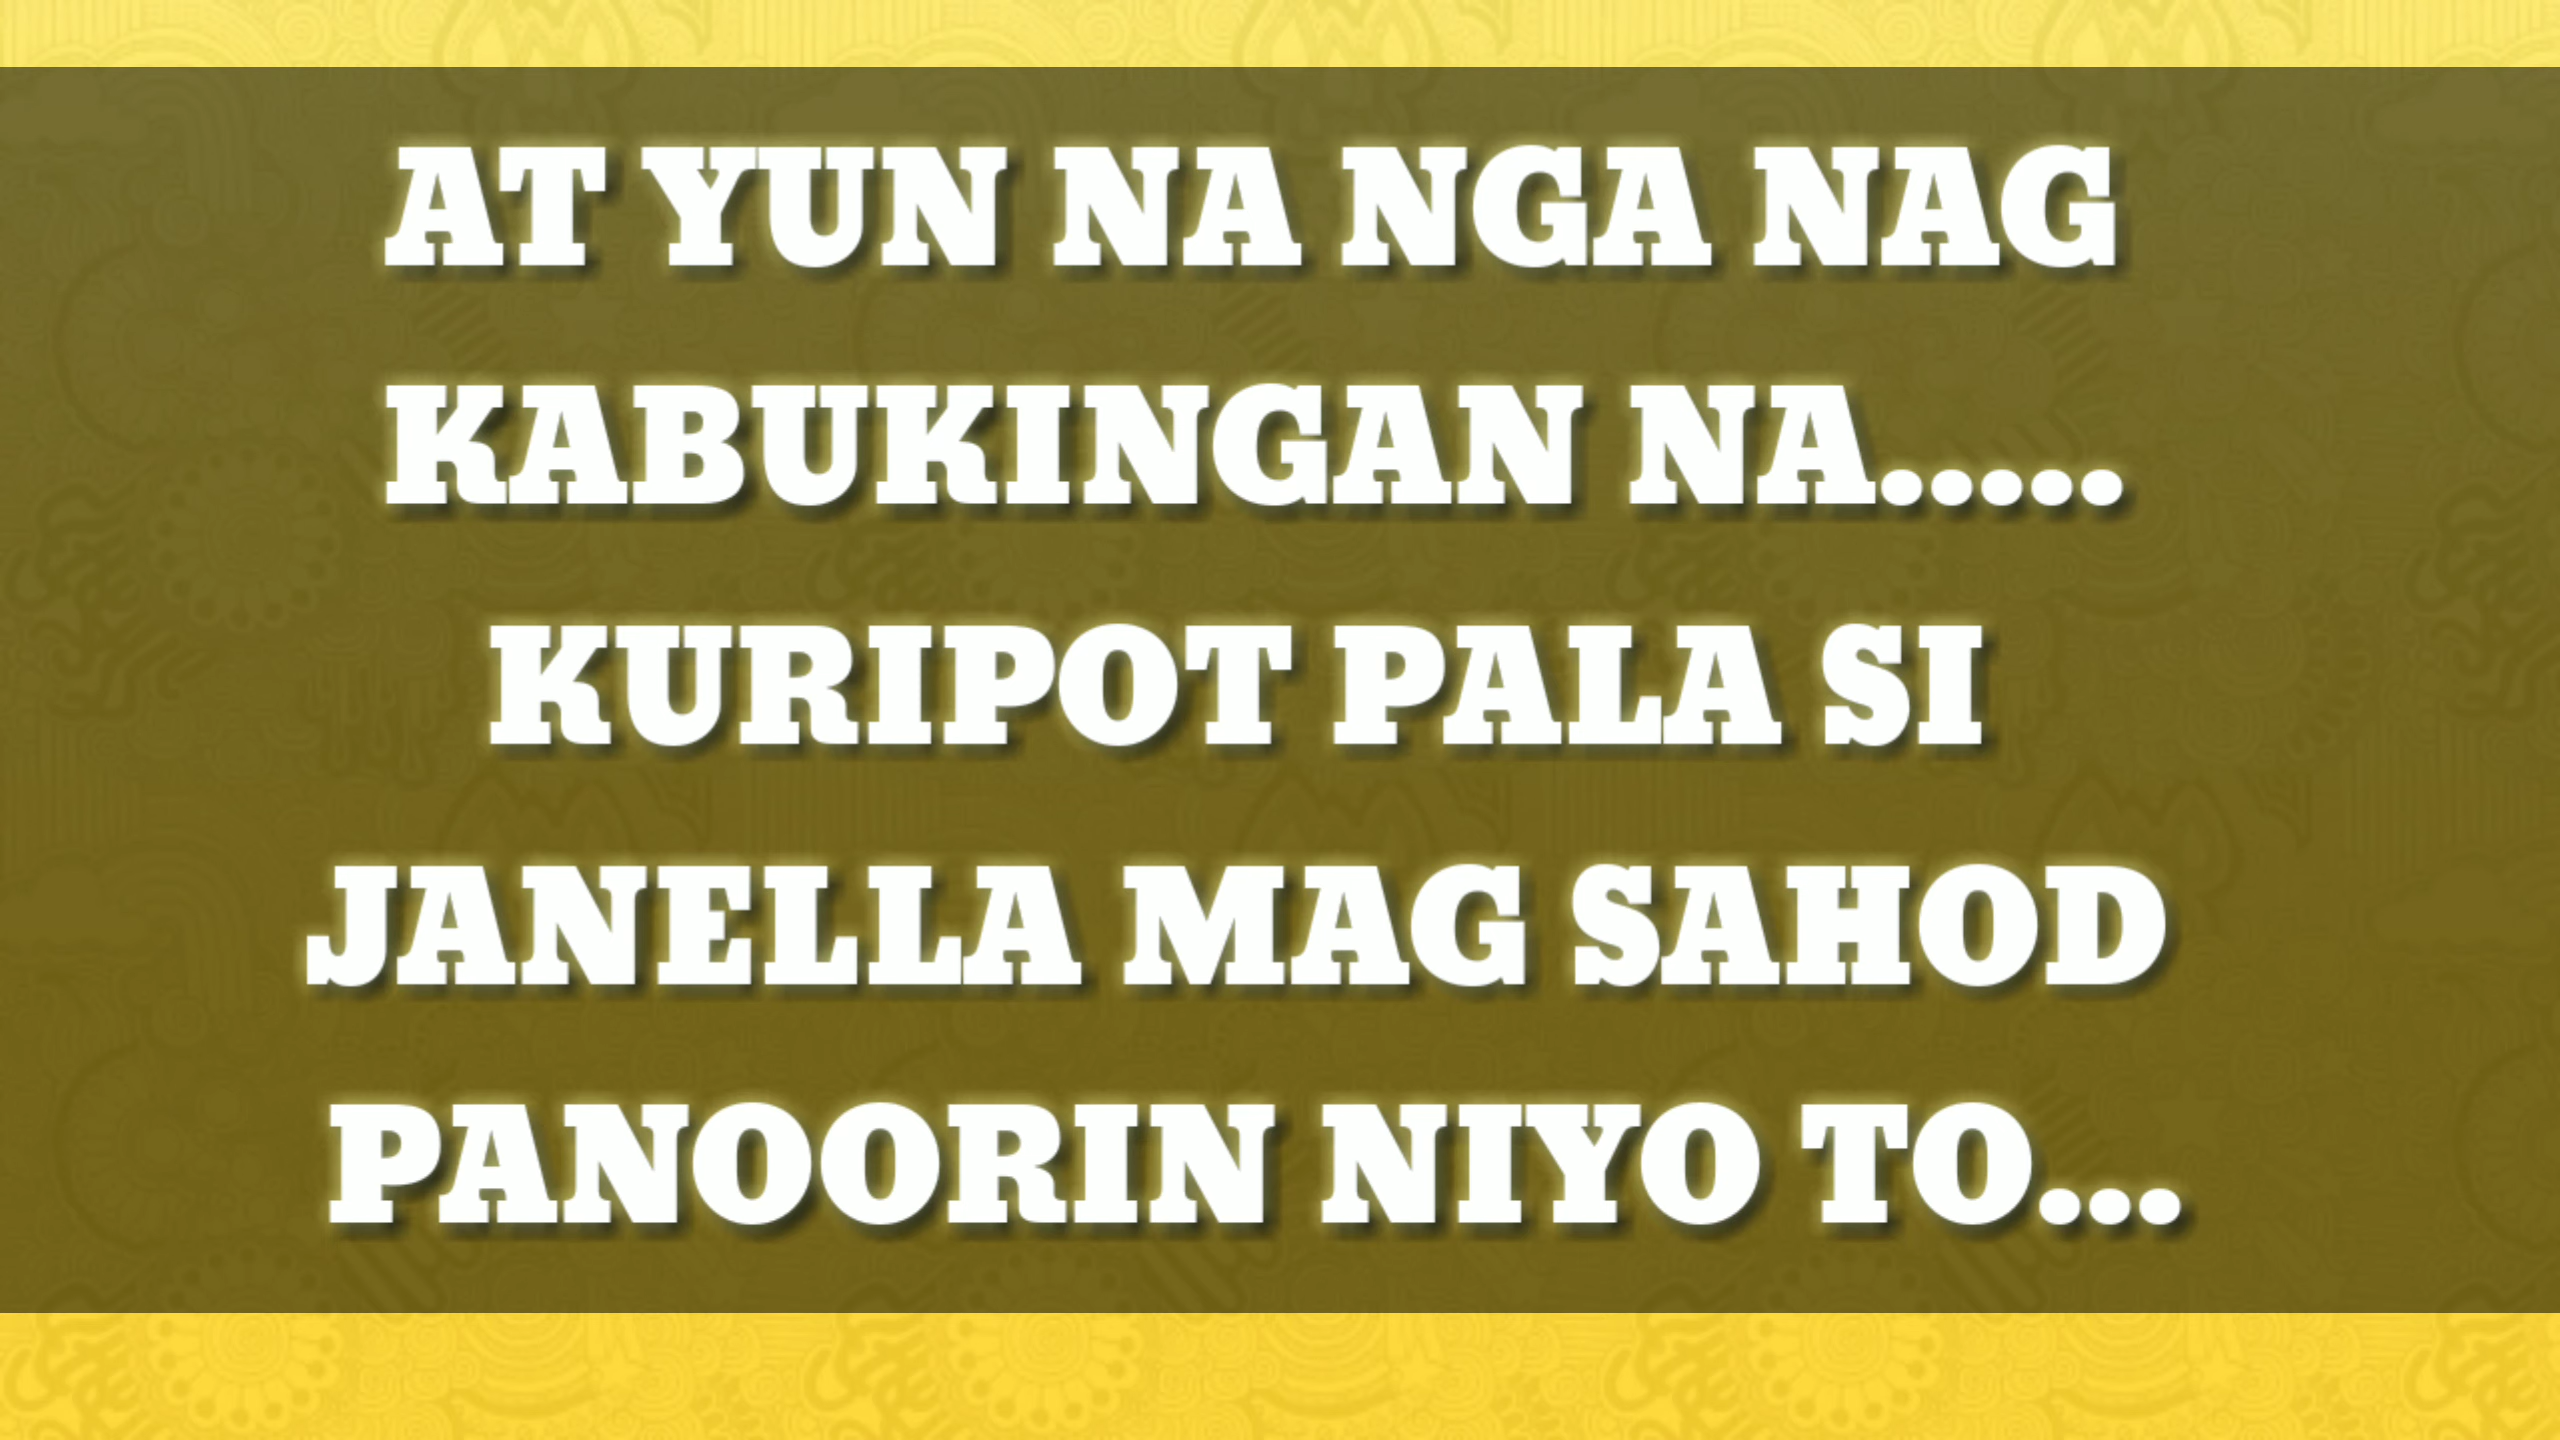 AT YUN NA NGA NAG
KABUKINGAN NA.....
KURIPOT PALA SI
JANELLA MAG SAHOD
PANOORIN NIYO TO...